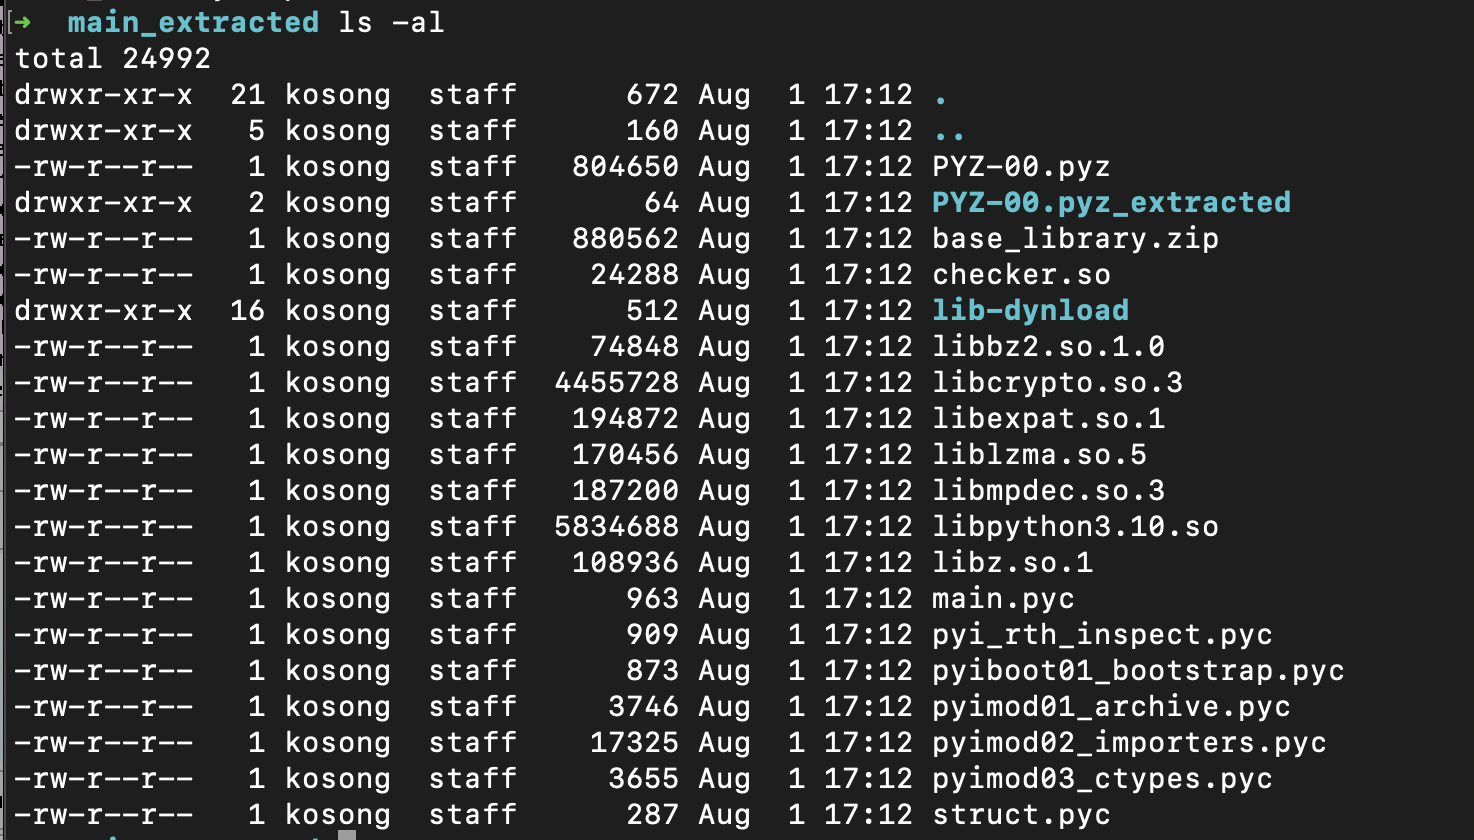 [➜  main_extracted ls -al
total 24992
drwxr-xr-x  21 kosong  staff      672 Aug  1 17:12 .
drwxr-xr-x   5 kosong  staff      160 Aug  1 17:12 ..
-rw-r--r--   1 kosong  staff   804650 Aug  1 17:12 PYZ-00.pyz
drwxr-xr-x   2 kosong  staff       64 Aug  1 17:12 PYZ-00.pyz_extracted
-rw-r--r--   1 kosong  staff   880562 Aug  1 17:12 base_library.zip
-rw-r--r--   1 kosong  staff    24288 Aug  1 17:12 checker.so
drwxr-xr-x  16 kosong  staff      512 Aug  1 17:12 lib-dynload
-rw-r--r--   1 kosong  staff    74848 Aug  1 17:12 libbz2.so.1.0
-rw-r--r--   1 kosong  staff  4455728 Aug  1 17:12 libcrypto.so.3
-rw-r--r--   1 kosong  staff   194872 Aug  1 17:12 libexpat.so.1
-rw-r--r--   1 kosong  staff   170456 Aug  1 17:12 liblzma.so.5
-rw-r--r--   1 kosong  staff   187200 Aug  1 17:12 libmpdec.so.3
-rw-r--r--   1 kosong  staff  5834688 Aug  1 17:12 libpython3.10.so
-rw-r--r--   1 kosong  staff   108936 Aug  1 17:12 libz.so.1
-rw-r--r--   1 kosong  staff      963 Aug  1 17:12 main.pyc
-rw-r--r--   1 kosong  staff      909 Aug  1 17:12 pyi_rth_inspect.pyc
-rw-r--r--   1 kosong  staff      873 Aug  1 17:12 pyiboot01_bootstrap.pyc
-rw-r--r--   1 kosong  staff     3746 Aug  1 17:12 pyimod01_archive.pyc
-rw-r--r--   1 kosong  staff    17325 Aug  1 17:12 pyimod02_importers.pyc
-rw-r--r--   1 kosong  staff     3655 Aug  1 17:12 pyimod03_ctypes.pyc
-rw-r--r--   1 kosong  staff      287 Aug  1 17:12 struct.pyc